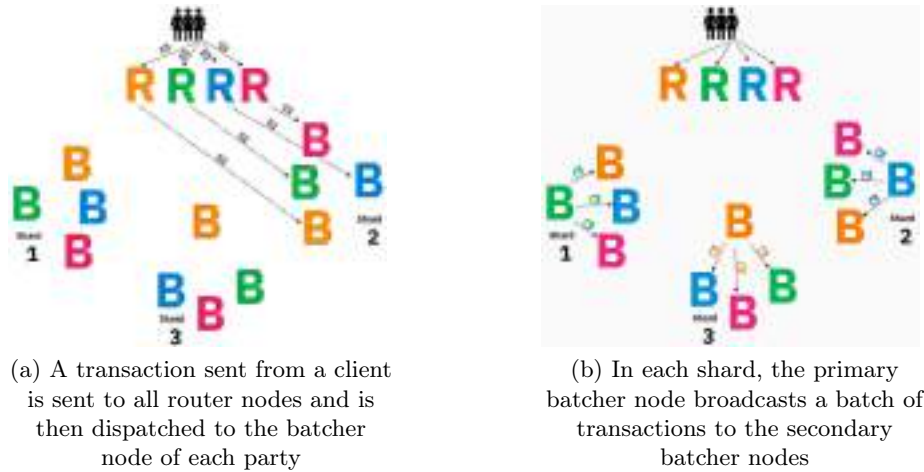 R R R R
B
B B
B
B
B
B B
B
B B
B
Shard
1
Shard
2
Shard
3
(a) A transaction sent from a client
is sent to all router nodes and is
then dispatched to the batcher
node of each party
R R R R
B
B B
B
B
B
B B
B
B B
B
Shard
1
Shard
2
Shard
3
(b) In each shard, the primary
batcher node broadcasts a batch of
transactions to the secondary
batcher nodes